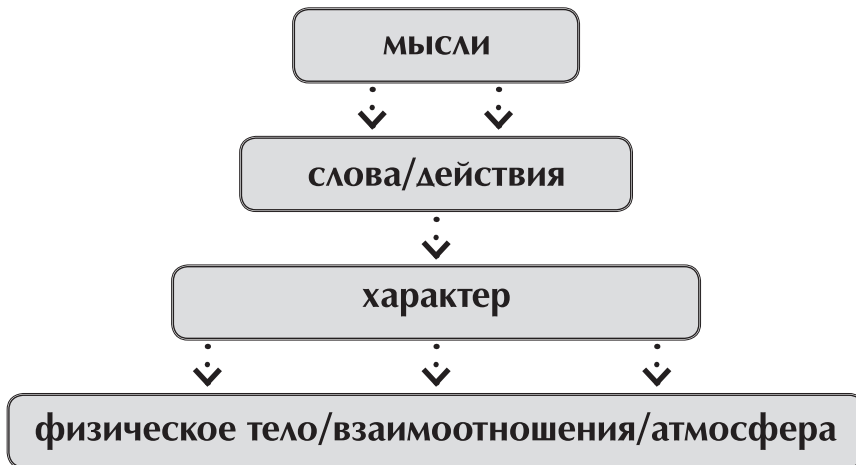 мысли
слова/действия
характер
физическое тело/взаимоотношения/атмосфера